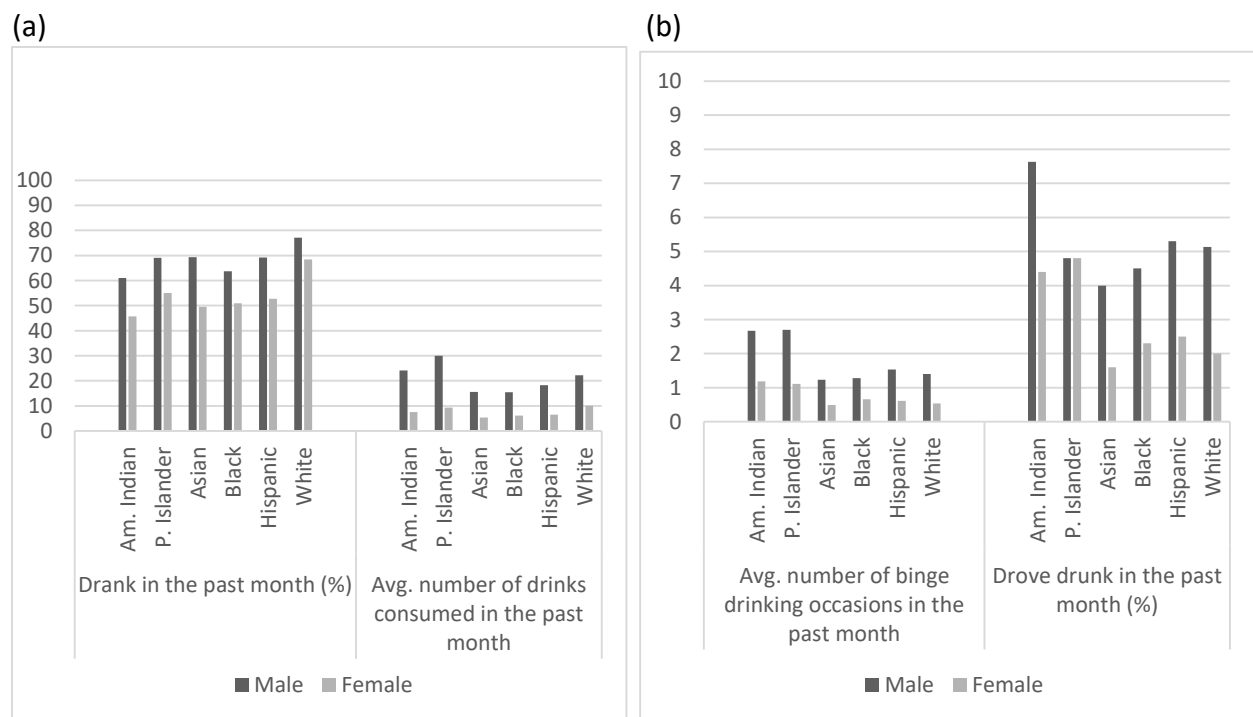 (a)
100
90
80
70
60
50
40
30
20
10
0
Am. Indian
P. Islander
Asian
Black
Hispanic
White
Am. Indian
P. Islander
Asian
Black
Hispanic
White
Drank in the past month (%)
Avg. number of drinks
consumed in the past
month
Male
Female
(b)
10
9
8
7
6
5
4
3
2
1
0
Am. Indian
P. Islander
Asian
Black
Hispanic
White
Am. Indian
P. Islander
Asian
Black
Hispanic
White
Avg. number of binge
drinking occasions in the
past month
Drove drunk in the past
month (%)
Male
Female